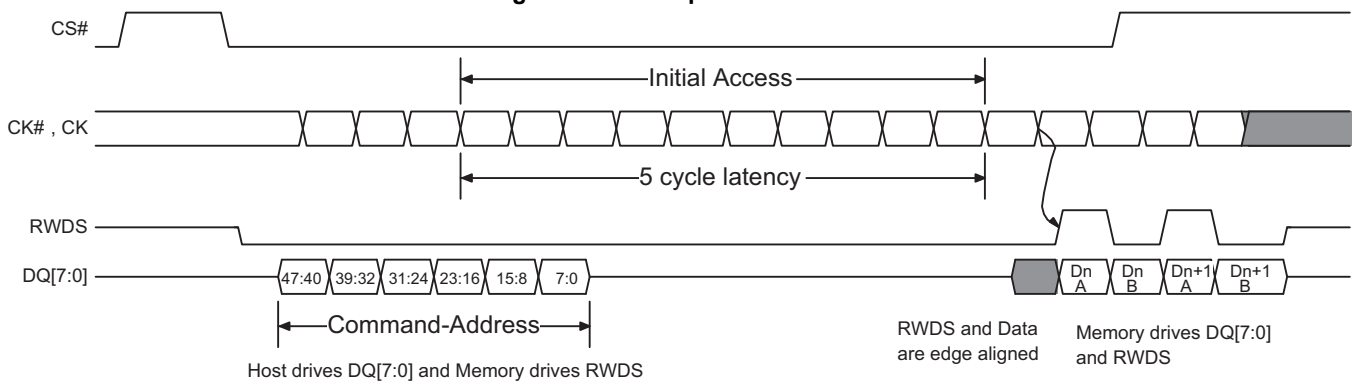 CS#
Initial Access
CK# , CK
5 cycle latency
RWDS
DQ[7:0]
47:40 39:32 31:24 23:16 15:8 7:0
Dn Dn Dn+1 Dn+1
A B A B
Command-Address
RWDS and Data
are edge aligned
Memory drives DQ[7:0]
and RWDS
Host drives DQ[7:0] and Memory drives RWDS